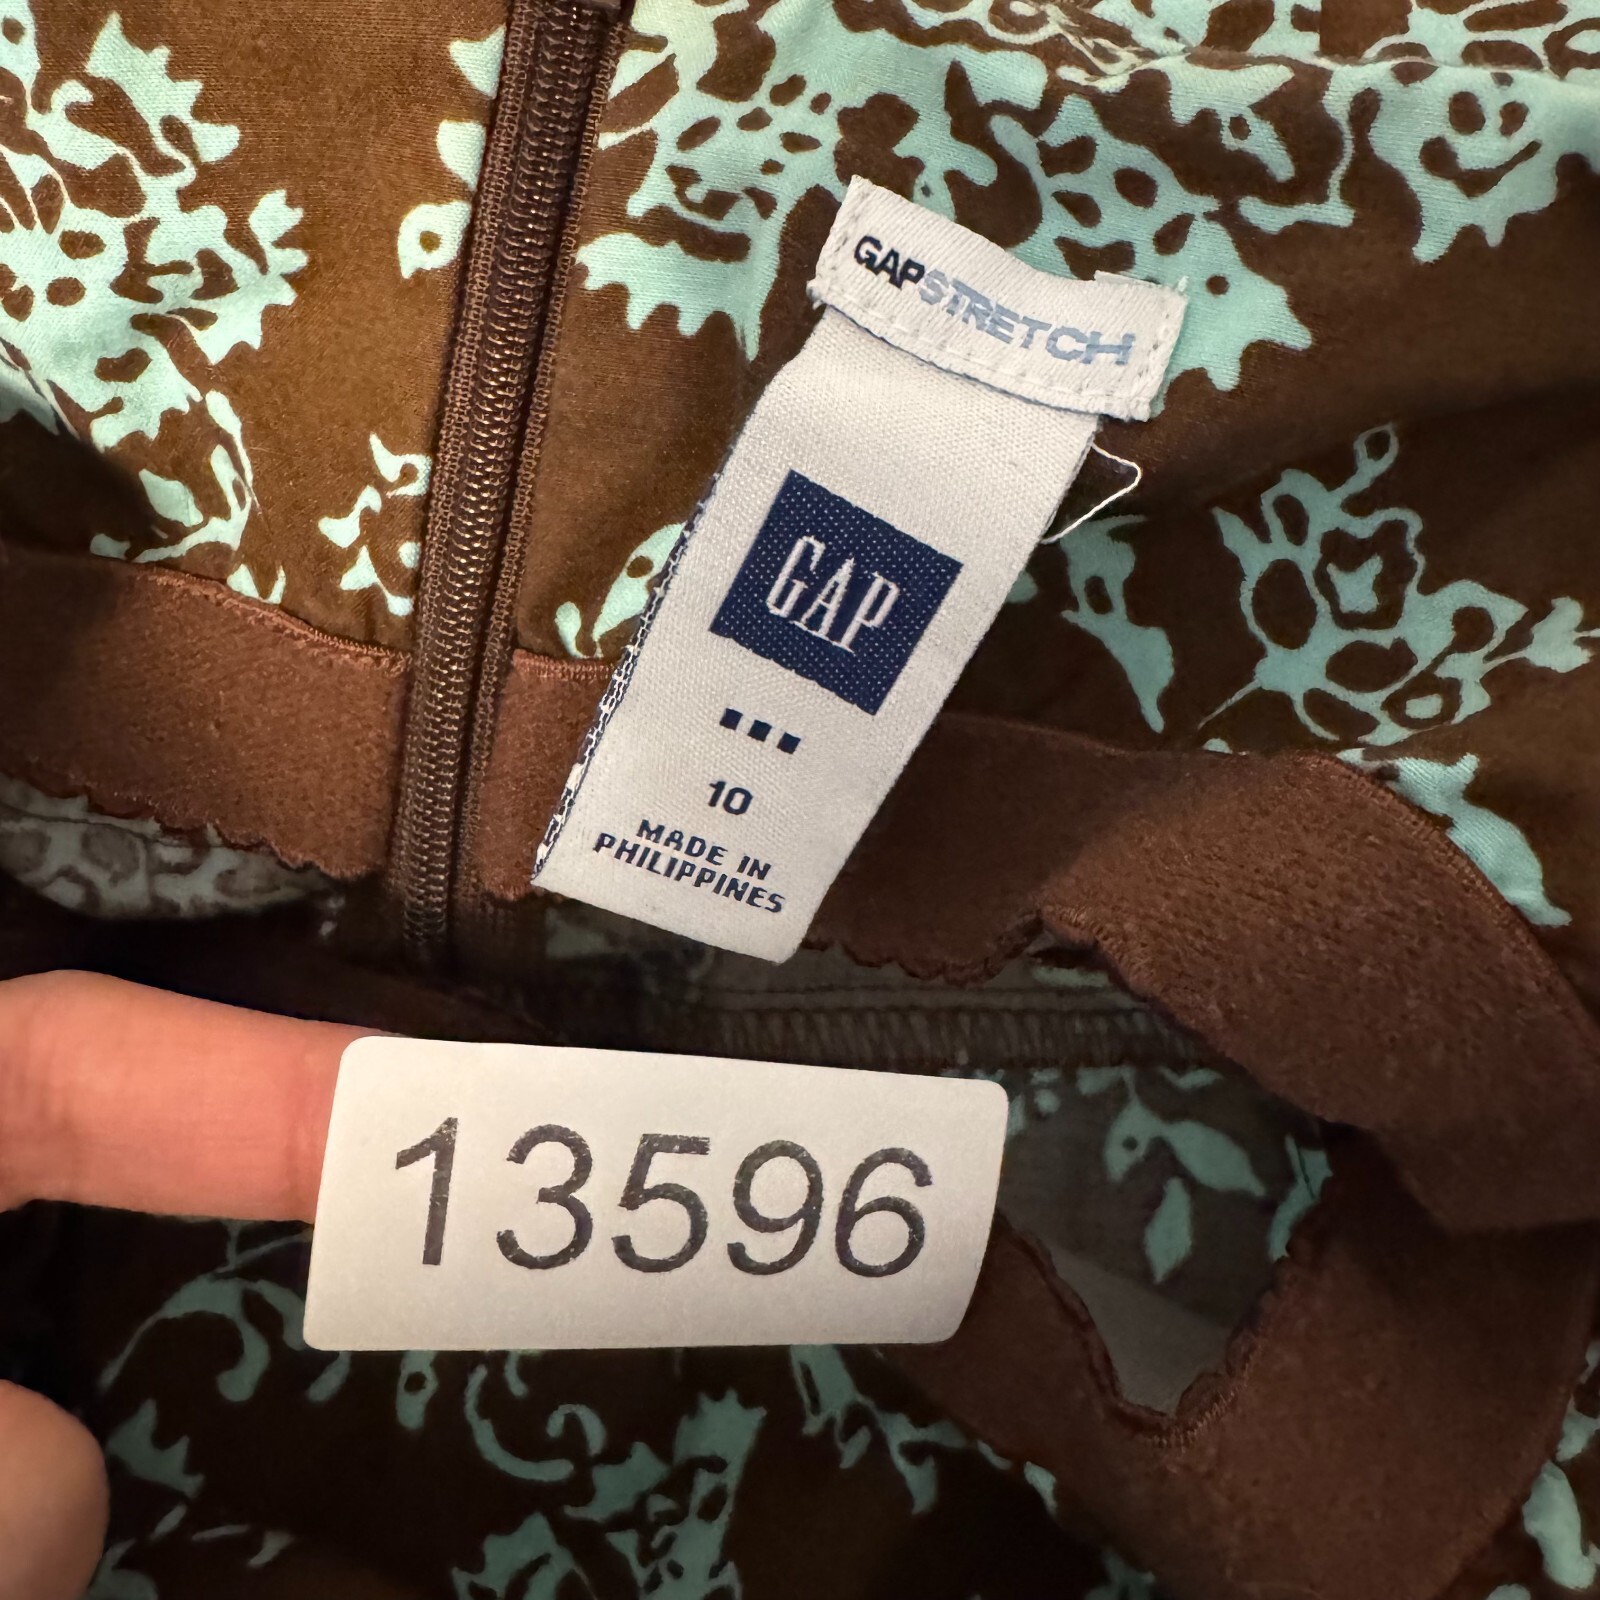 GAPSTRETCH
GAP
10
MADE IN
PHILIPPINES
13596